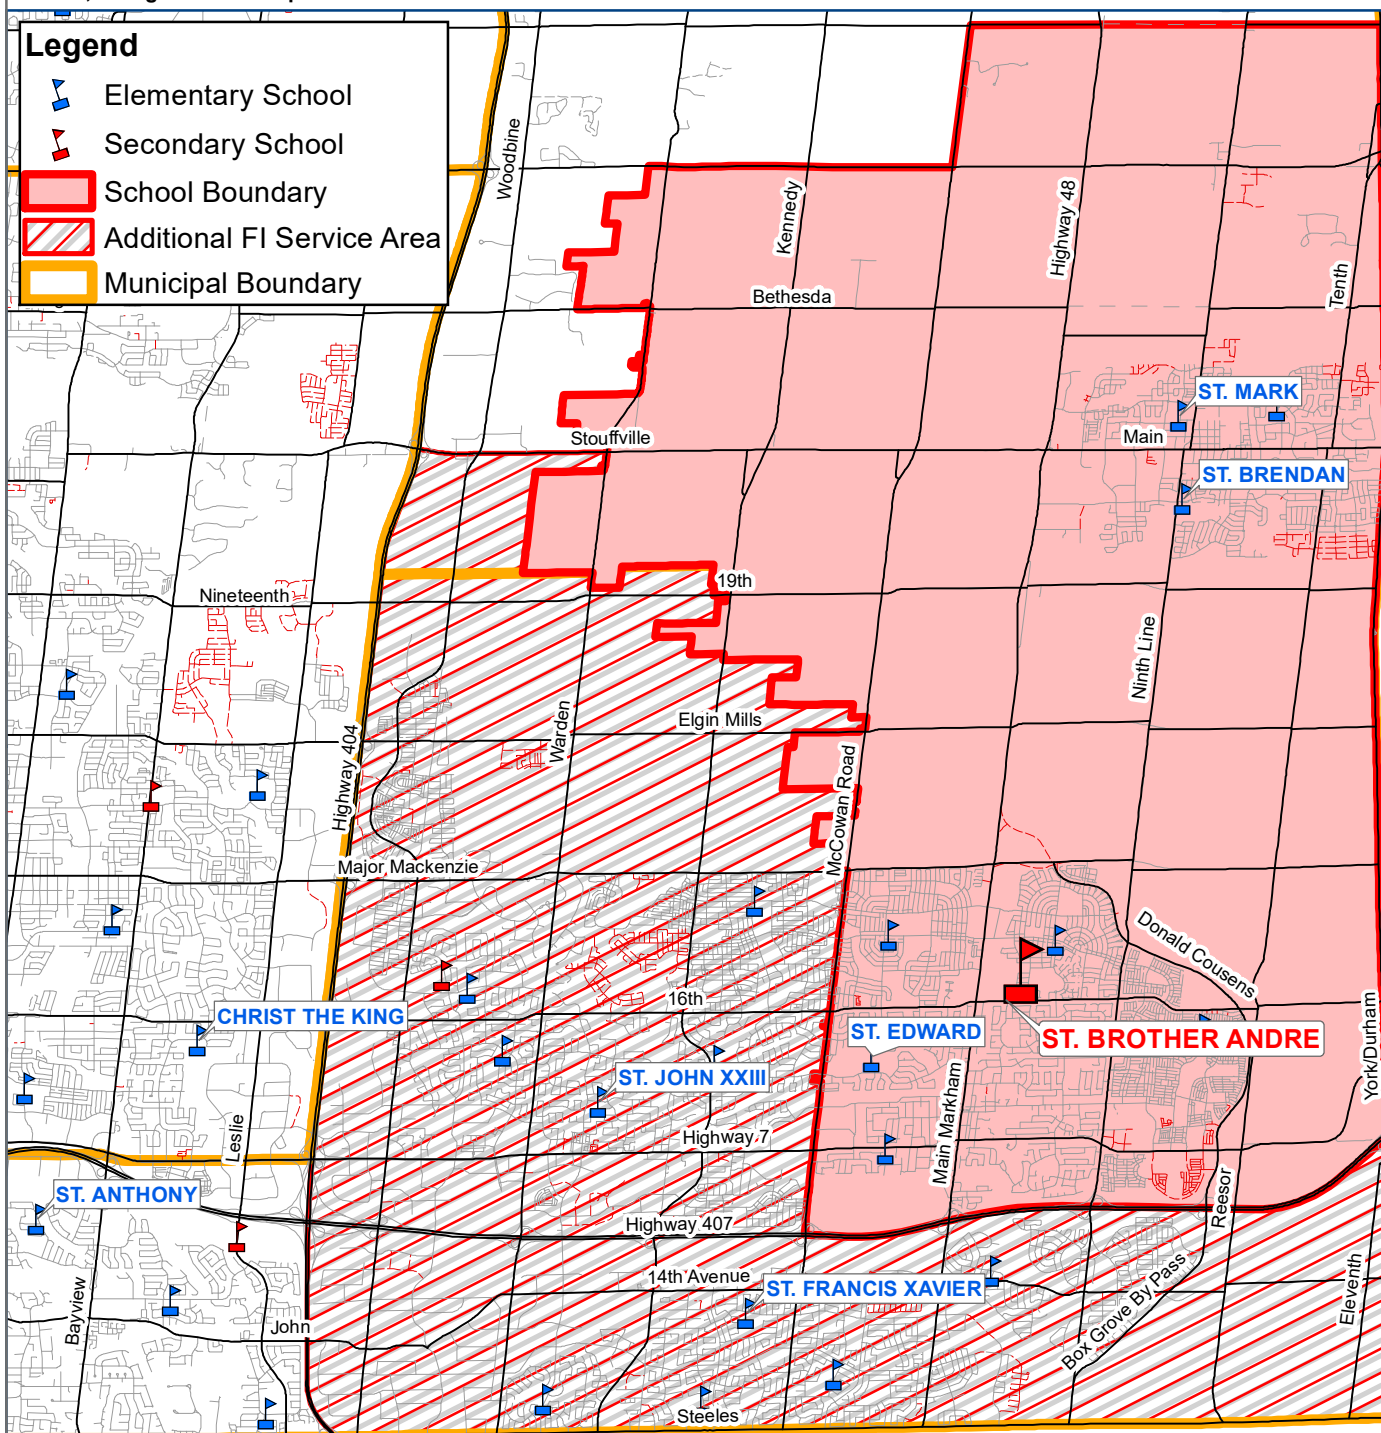 Legend
Elementary School
Secondary School
School Boundary
Additional FI Service Area
Municipal Boundary
Woodbine
Kennedy
Highway 48
Tenth
Bethesda
ST. MARK
Stouffville
Main
ST. BRENDAN
19th
Nineteenth
Ninth Line
Warden
Elgin Mills
Highway 404
McCowan Road
Major Mackenzie
Donald Cousens
16th
CHRIST THE KING
ST. EDWARD
ST. BROTHER ANDRE
York/Durham
ST. JOHN XXIII
Main Markham
Leslie
Highway 7
ST. ANTHONY
Reesor
Highway 407
14th Avenue
ST. FRANCIS XAVIER
Bayview
John
Box Grove By Pass
Eleventh
Steeles